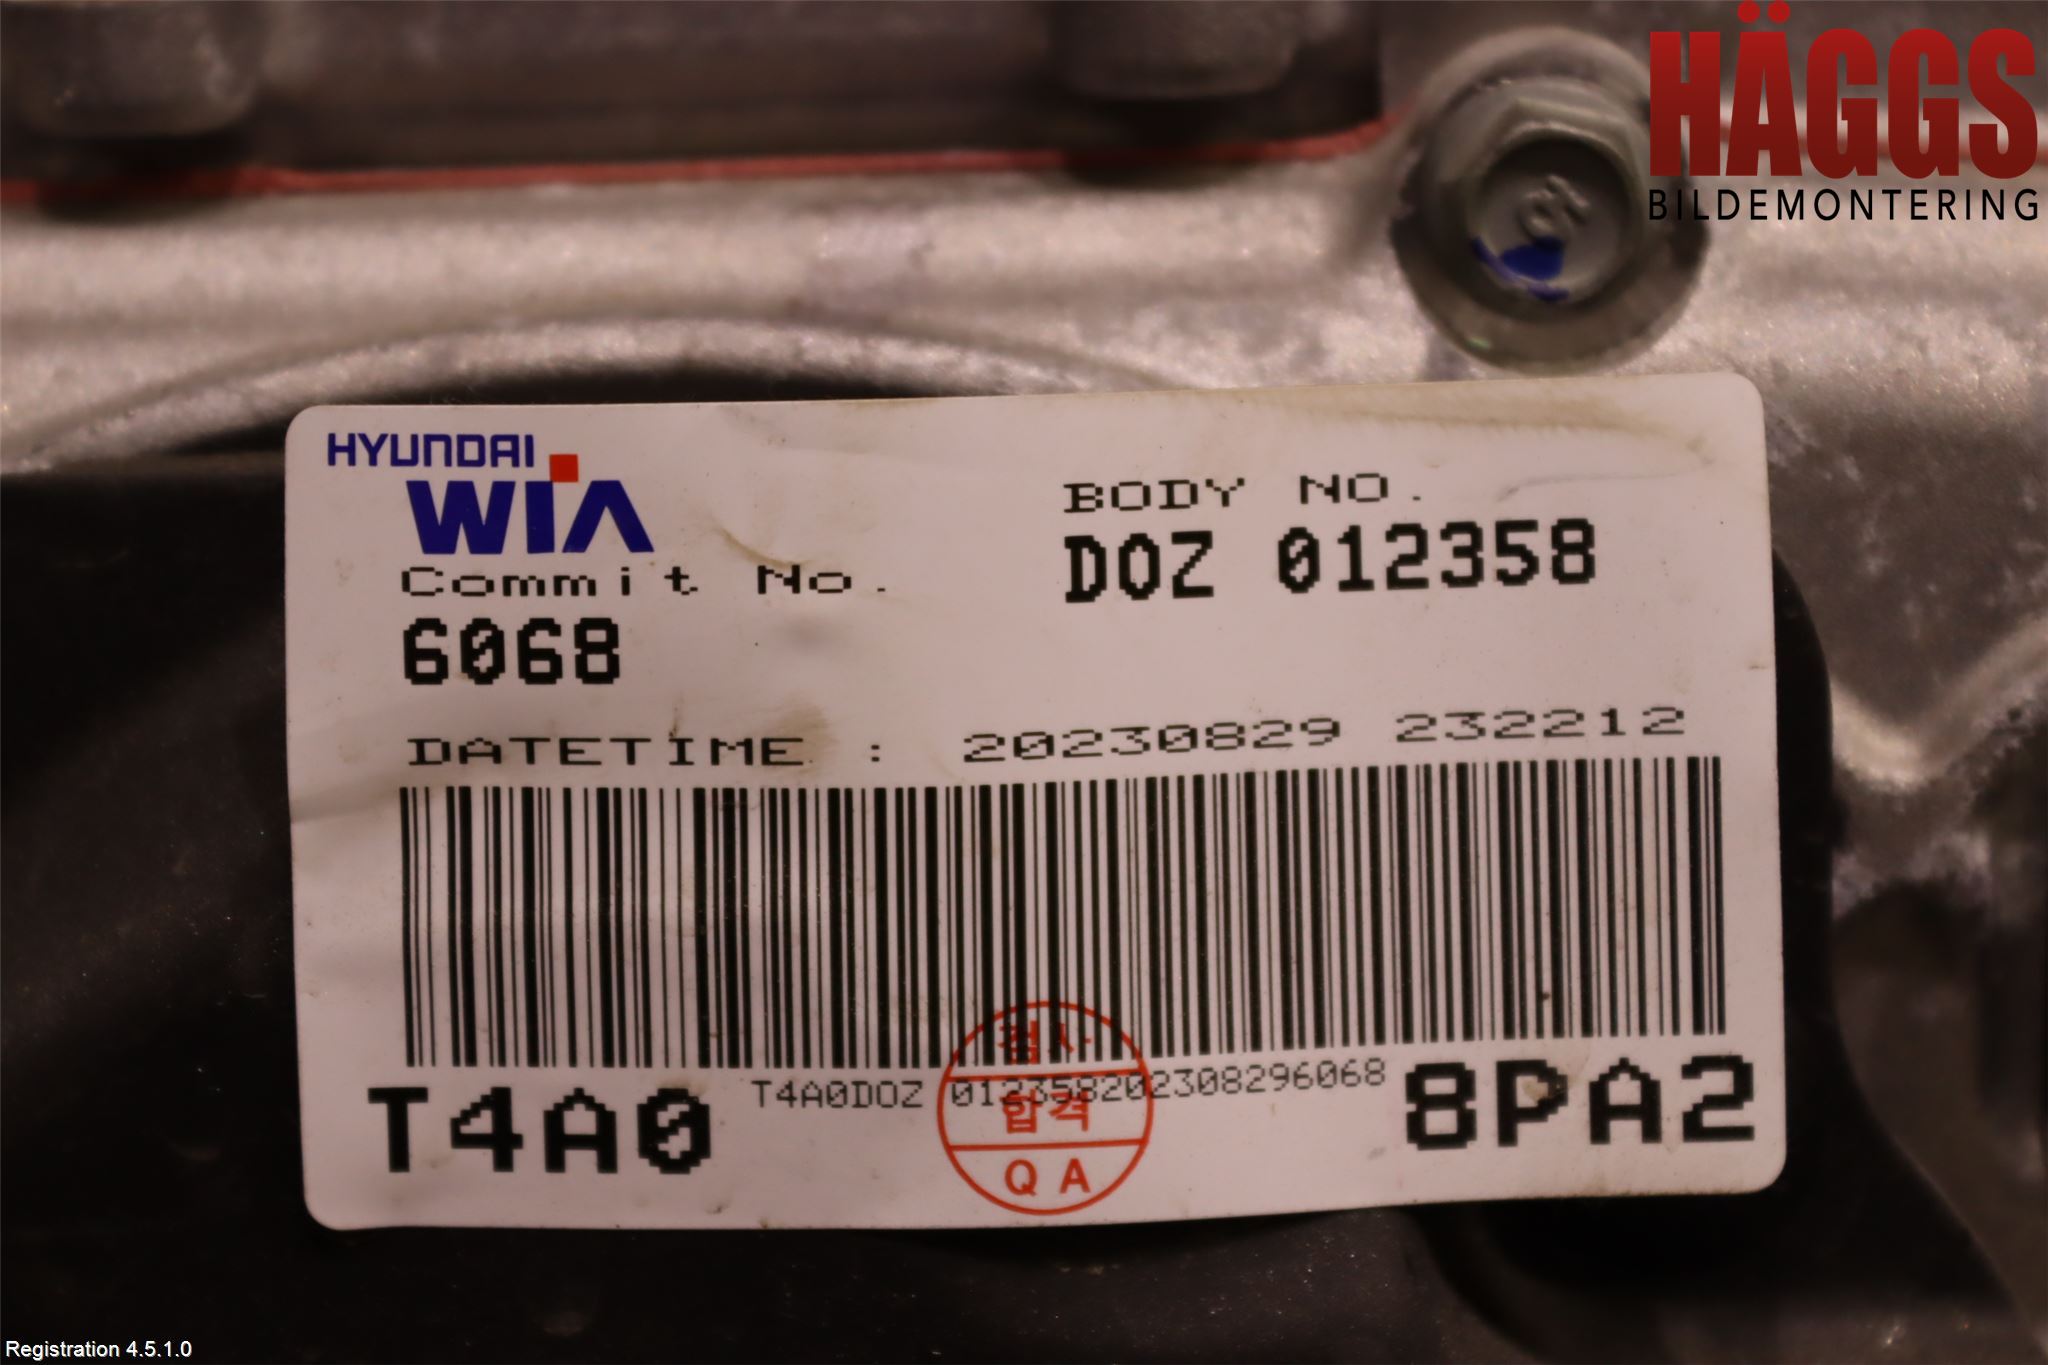 HÄGGS
BILDEMONTERING
HYUNDAI
WIA
BODY NO.
DOZ 012358
Commit No.
6068
DATETIME : 20230829 232212
T4A0DOZ 012358202308296068
T4A0
8PA2
검사
합격
QA
Registration 4.5.1.0